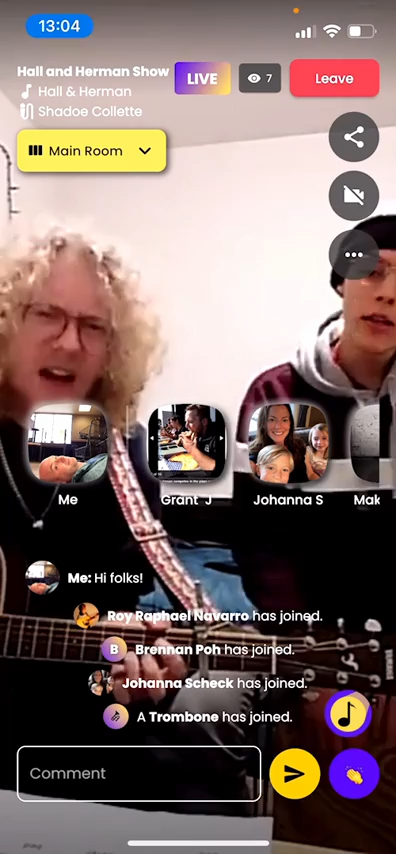 13:04
Hall and Herman Show
LIVE
7
Leave
Hall & Herman
Shadoe Collette
Main Room
Me
Grant J
Johanna S
Mak
Me: Hi folks!
Roy Raphael Navarro has joined.
B
Brennan Poh has joined.
Johanna Scheck has joined.
A Trombone has joined.
Comment